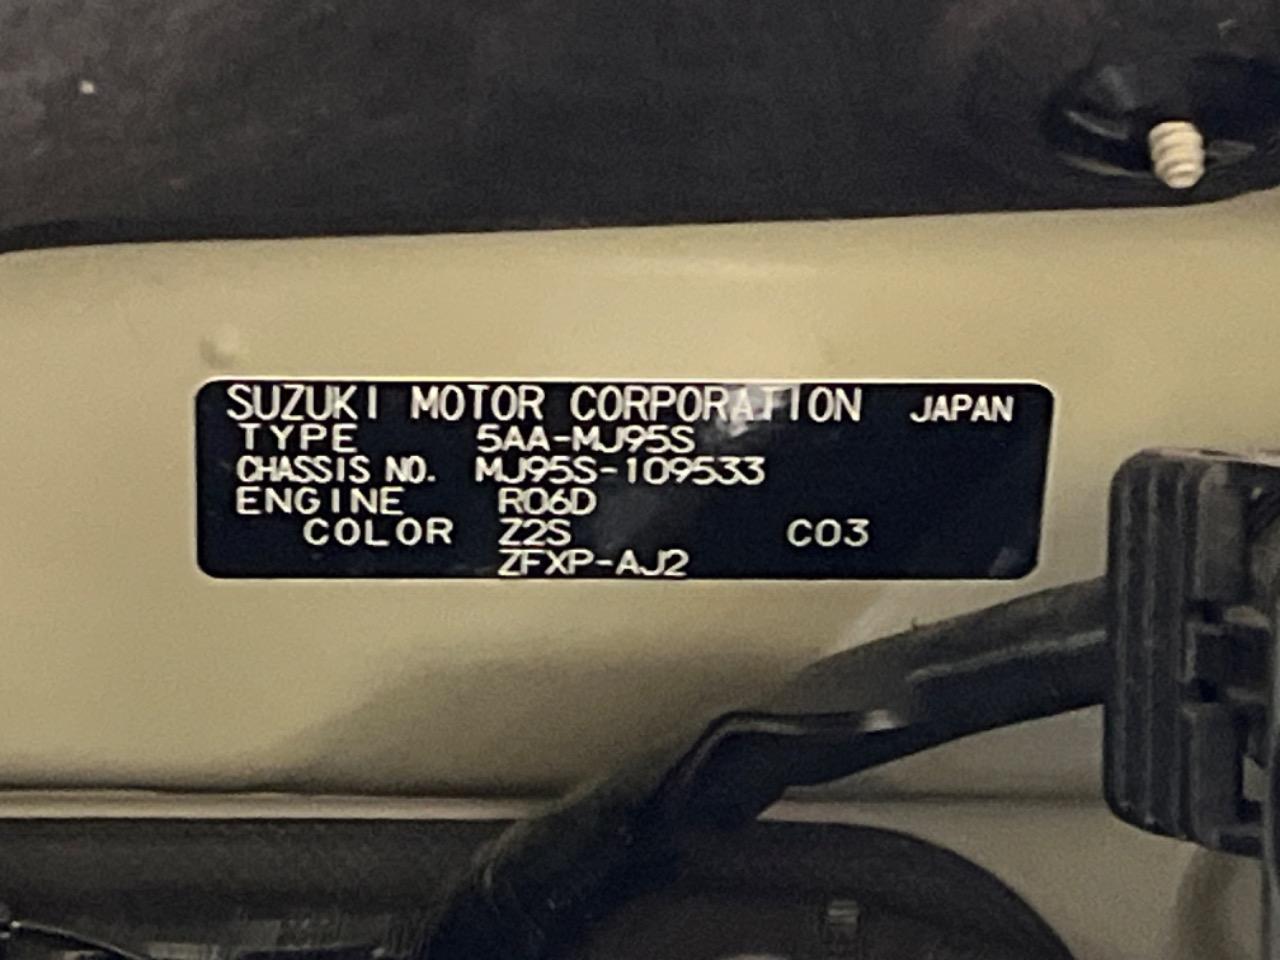 SUZUKI MOTOR CORPORATION JAPAN
TYPE 5AA-MJ95S
CHASSIS NO. MJ95S-109533
ENGINE R06D
COLOR Z2S C03
ZFXP-AJ2